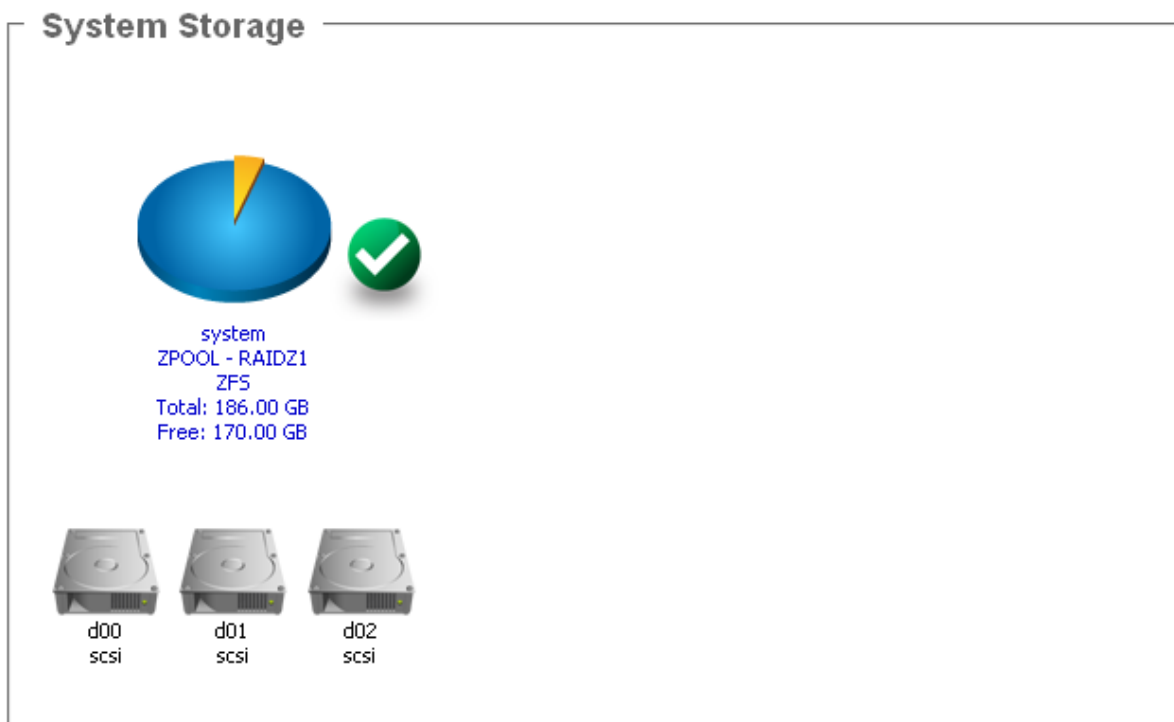 System Storage
system
ZPOOL - RAIDZ1
ZFS
Total: 186.00 GB
Free: 170.00 GB
d00
scsi
d01
scsi
d02
scsi